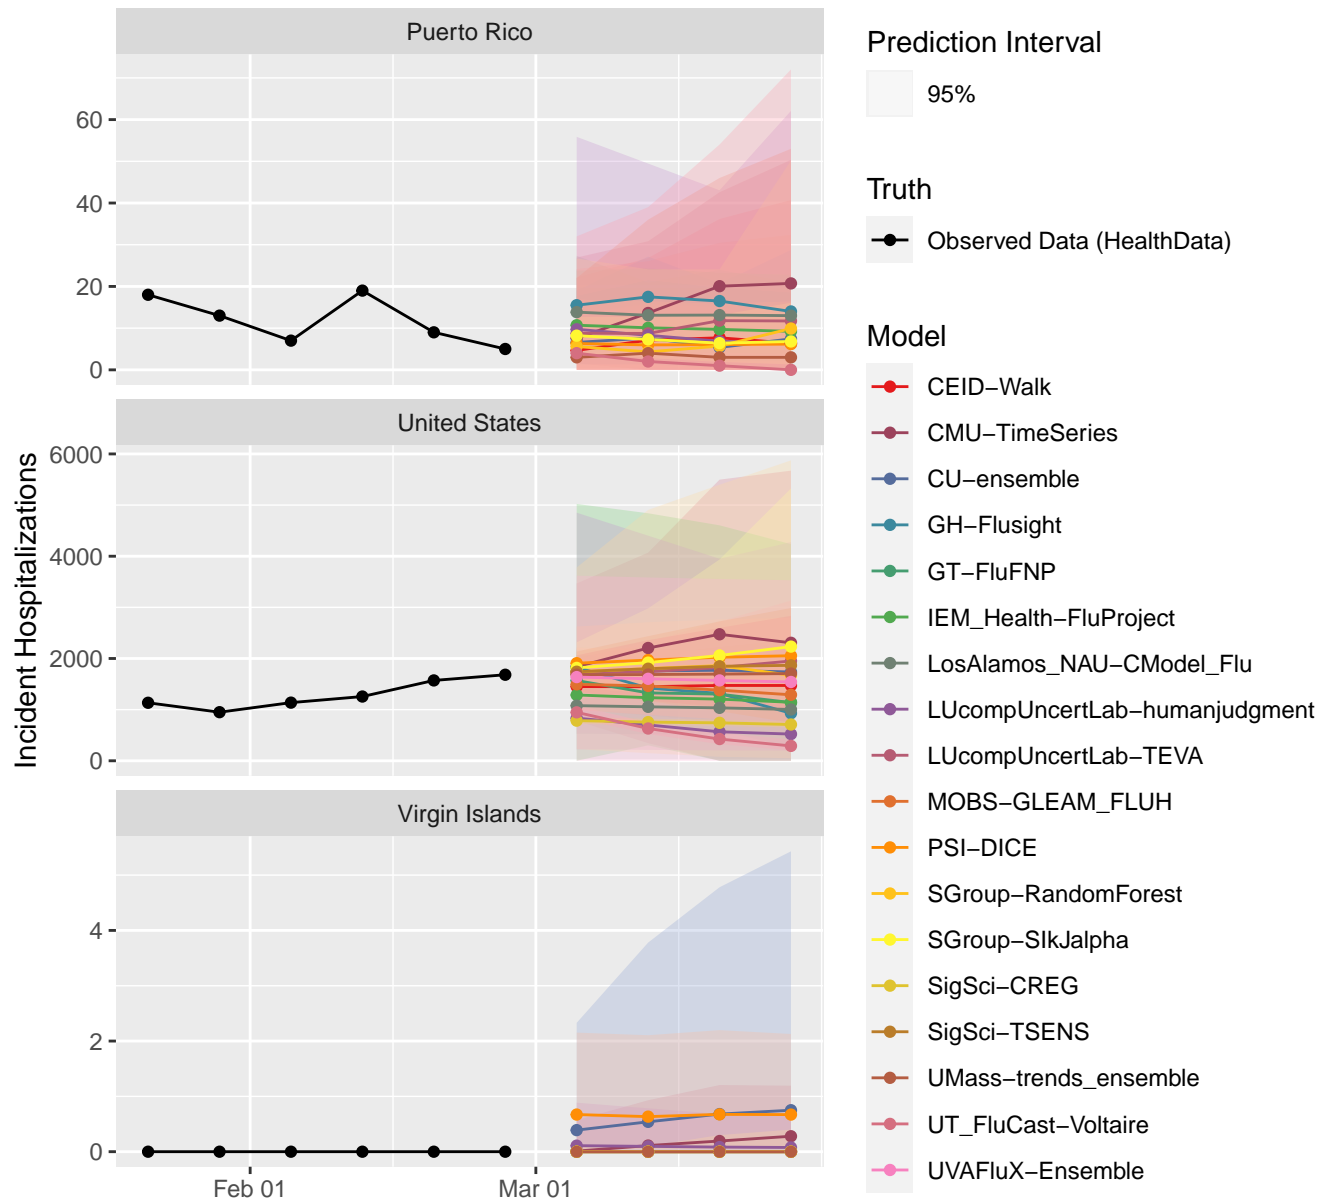 Puerto Rico
60
40
20
0
United States
6000
4000
2000
0
Virgin Islands
4
2
0
Feb 01
Mar 01
Incident Hospitalizations
Prediction Interval
95%
Truth
Observed Data (HealthData)
Model
CEID−Walk
CMU−TimeSeries
CU−ensemble
GH−Flusight
GT−FluFNP
IEM_Health−FluProject
LosAlamos_NAU−CModel_Flu
LUcompUncertLab−humanjudgment
LUcompUncertLab−TEVA
MOBS−GLEAM_FLUH
PSI−DICE
SGroup−RandomForest
SGroup−SIkJalpha
SigSci−CREG
SigSci−TSENS
UMass−trends_ensemble
UT_FluCast−Voltaire
UVAFluX−Ensemble